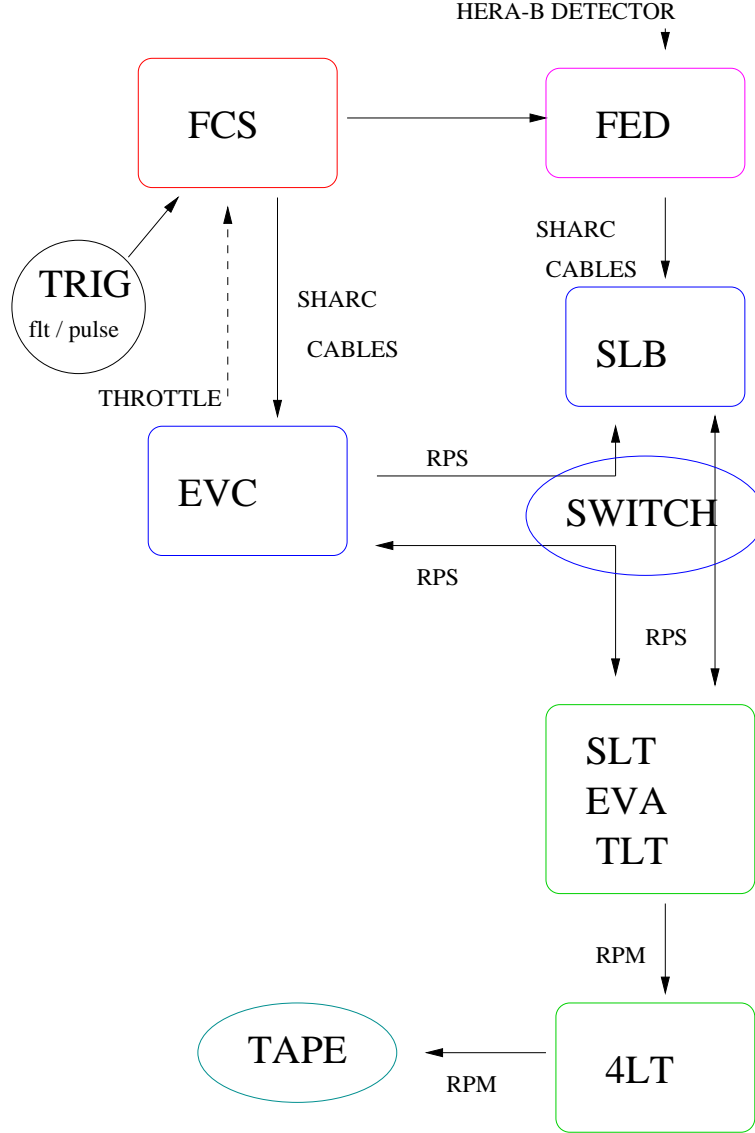 HERA-B DETECTOR
FCS
FED
SHARC
CABLES
TRIG
flt / pulse
SHARC
CABLES
THROTTLE
SLB
RPS
EVC
SWITCH
RPS
RPS
SLT
EVA
TLT
RPM
TAPE
4LT
RPM